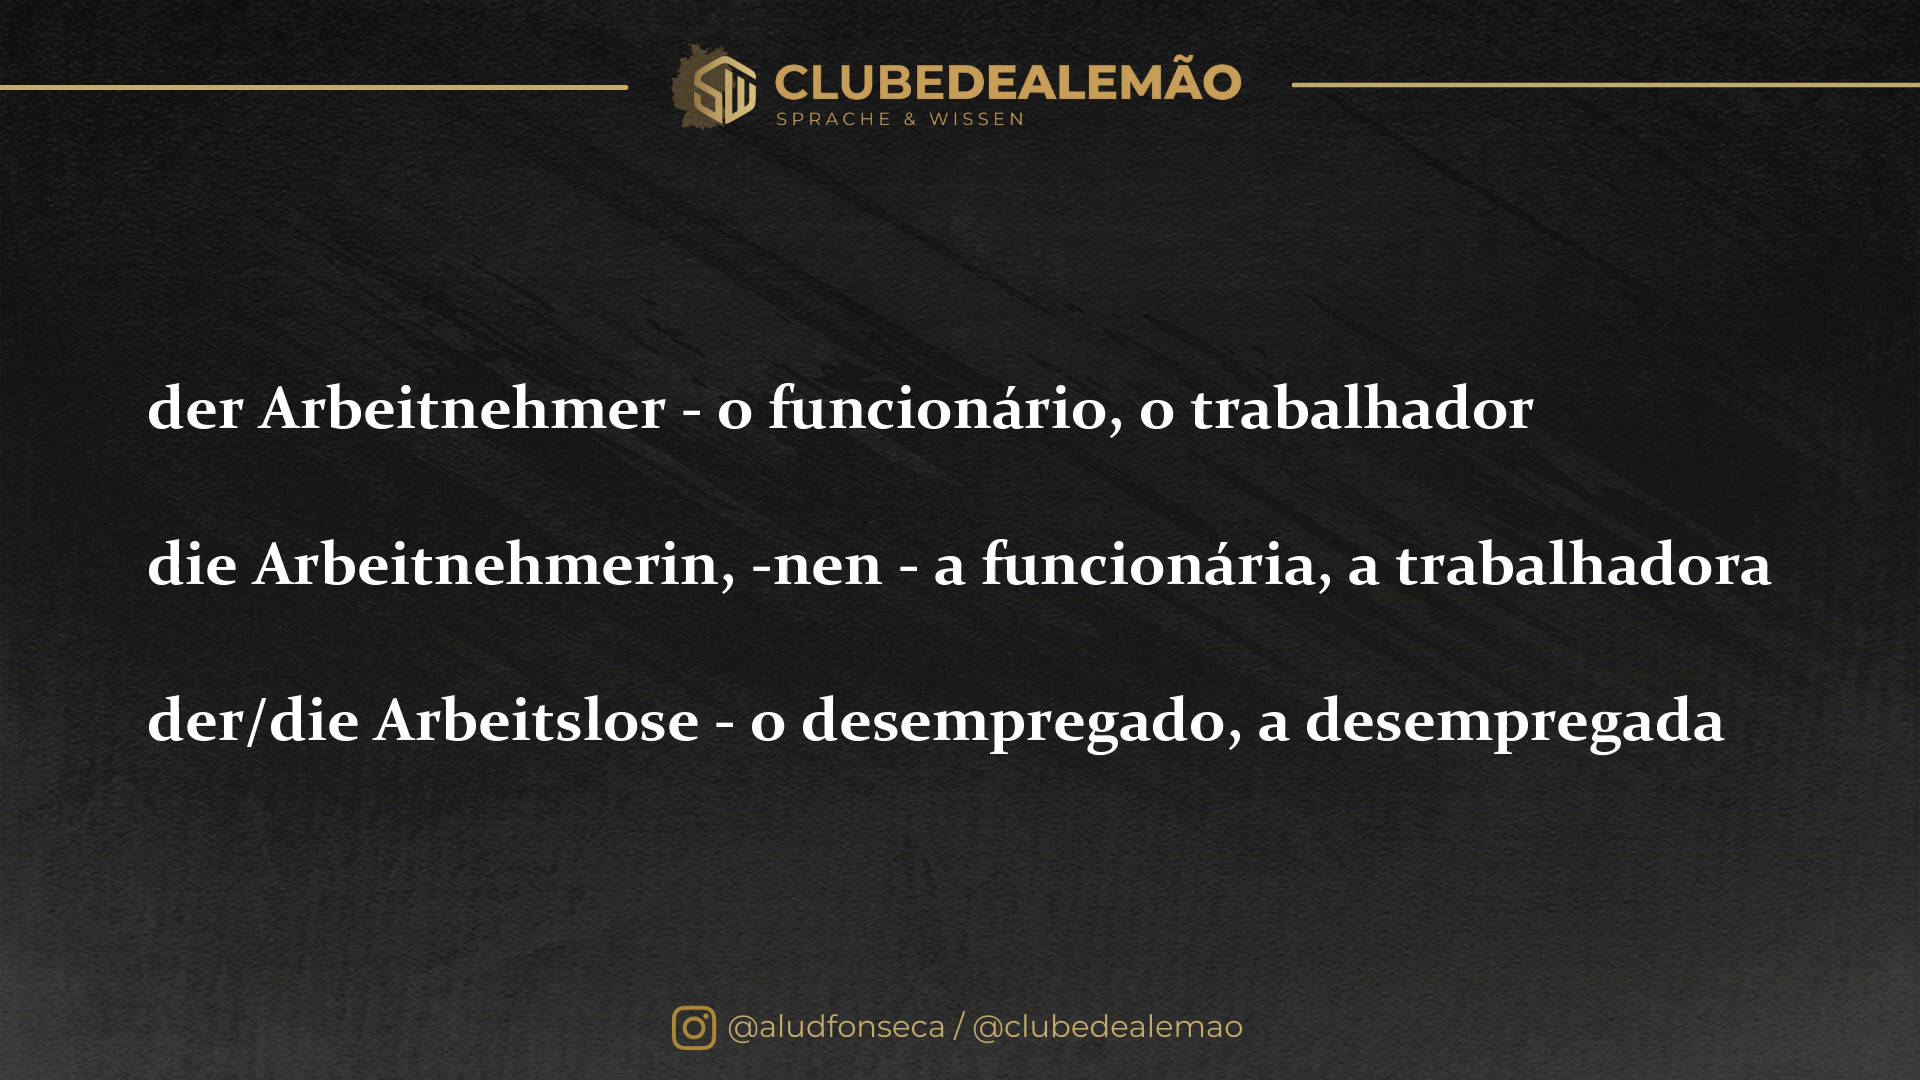 CLUBEDEALEMÃO
SPRACHE & WISSEN
der Arbeitnehmer - o funcionário, o trabalhador
die Arbeitnehmerin, -nen - a funcionária, a trabalhadora
der/die Arbeitslose - o desempregado, a desempregada
@aludfonseca / @clubedealemao